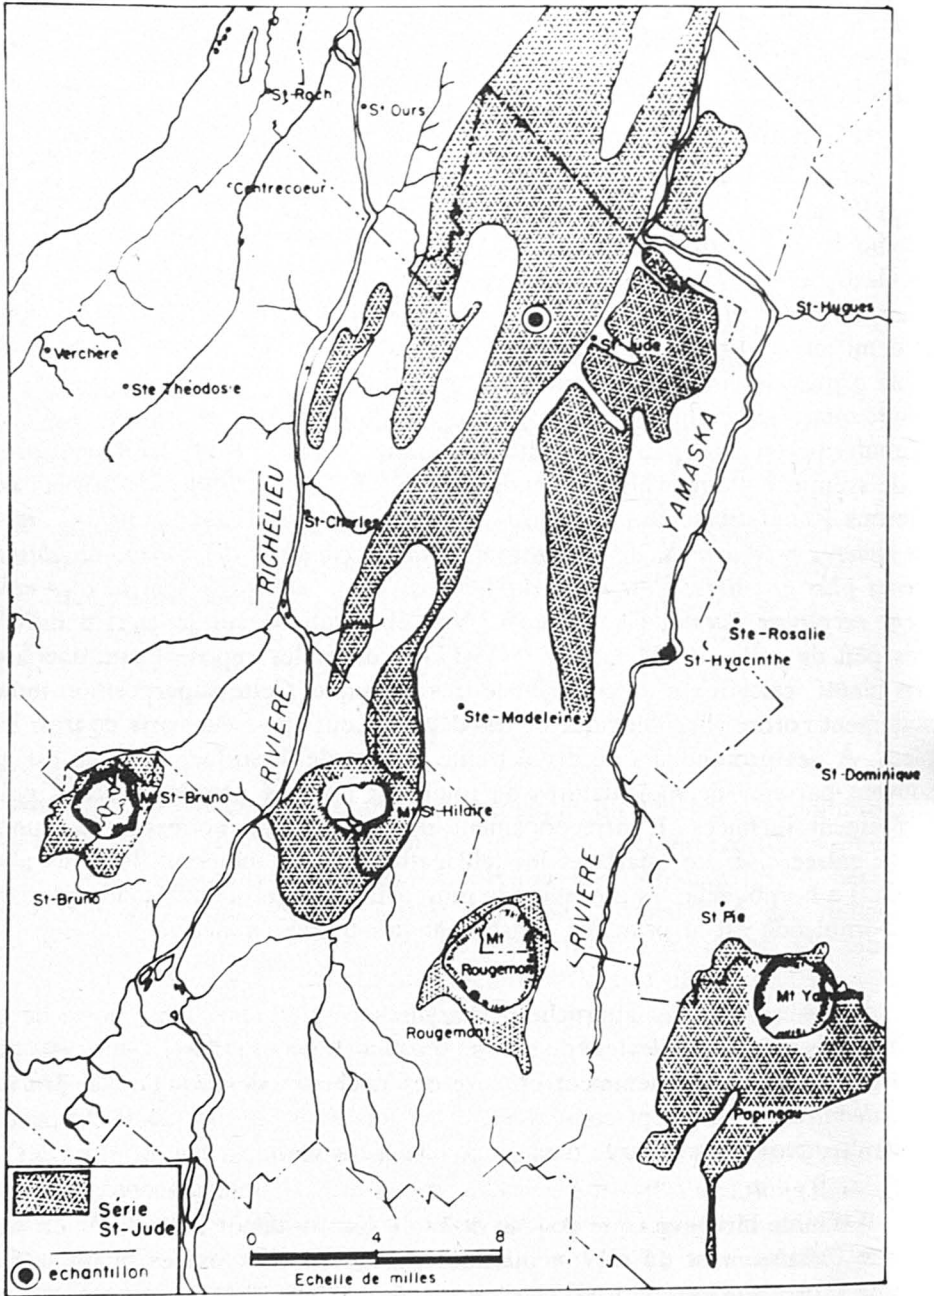 St-Roch
St Ours
Contrecoeur
St-Hugues
Verchère
St Jude
Ste Théodosie
YAMASKA
RICHELIEU
St-Charles
Ste-Rosalie
St-Hyacinthe
Ste-Madeleine
RIVIERE
St-Dominique
Mt St-Bruno
Mt St-Hilaire
St-Bruno
RIVIERE
St Pie
Mt
Rougemont
Mt
Rougemont
Papineau
Série
St-Jude
0 4 8
Echelle de milles
échantillon